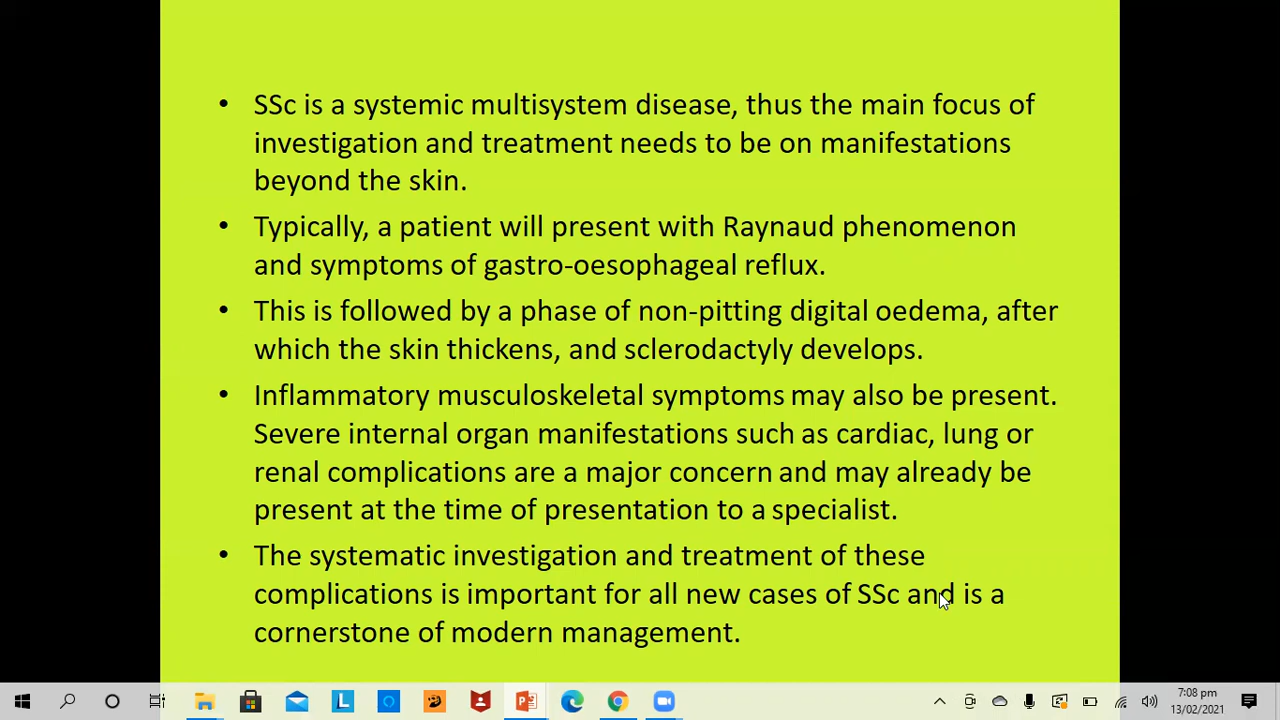 • SSc is a systemic multisystem disease, thus the main focus of
investigation and treatment needs to be on manifestations
beyond the skin.
• Typically, a patient will present with Raynaud phenomenon
and symptoms of gastro-oesophageal reflux.
• This is followed by a phase of non-pitting digital oedema, after
which the skin thickens, and sclerodactyly develops.
• Inflammatory musculoskeletal symptoms may also be present.
Severe internal organ manifestations such as cardiac, lung or
renal complications are a major concern and may already be
present at the time of presentation to a specialist.
• The systematic investigation and treatment of these
complications is important for all new cases of SSc and is a
cornerstone of modern management.
7:08 pm
13/02/2021